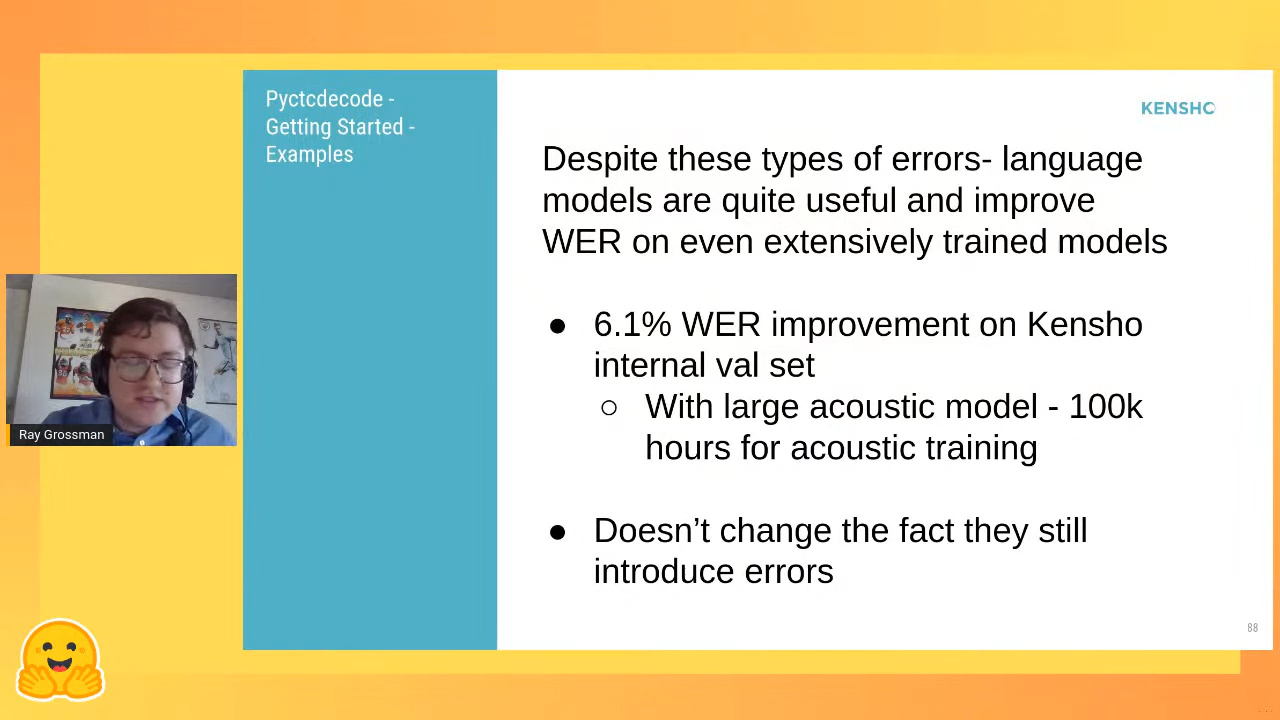 Pyctcdecode -
Getting Started -
Examples
KENSHO
Despite these types of errors- language
models are quite useful and improve
WER on even extensively trained models
● 6.1% WER improvement on Kensho
internal val set
○ With large acoustic model - 100k
hours for acoustic training
● Doesn’t change the fact they still
introduce errors
Ray Grossman
88